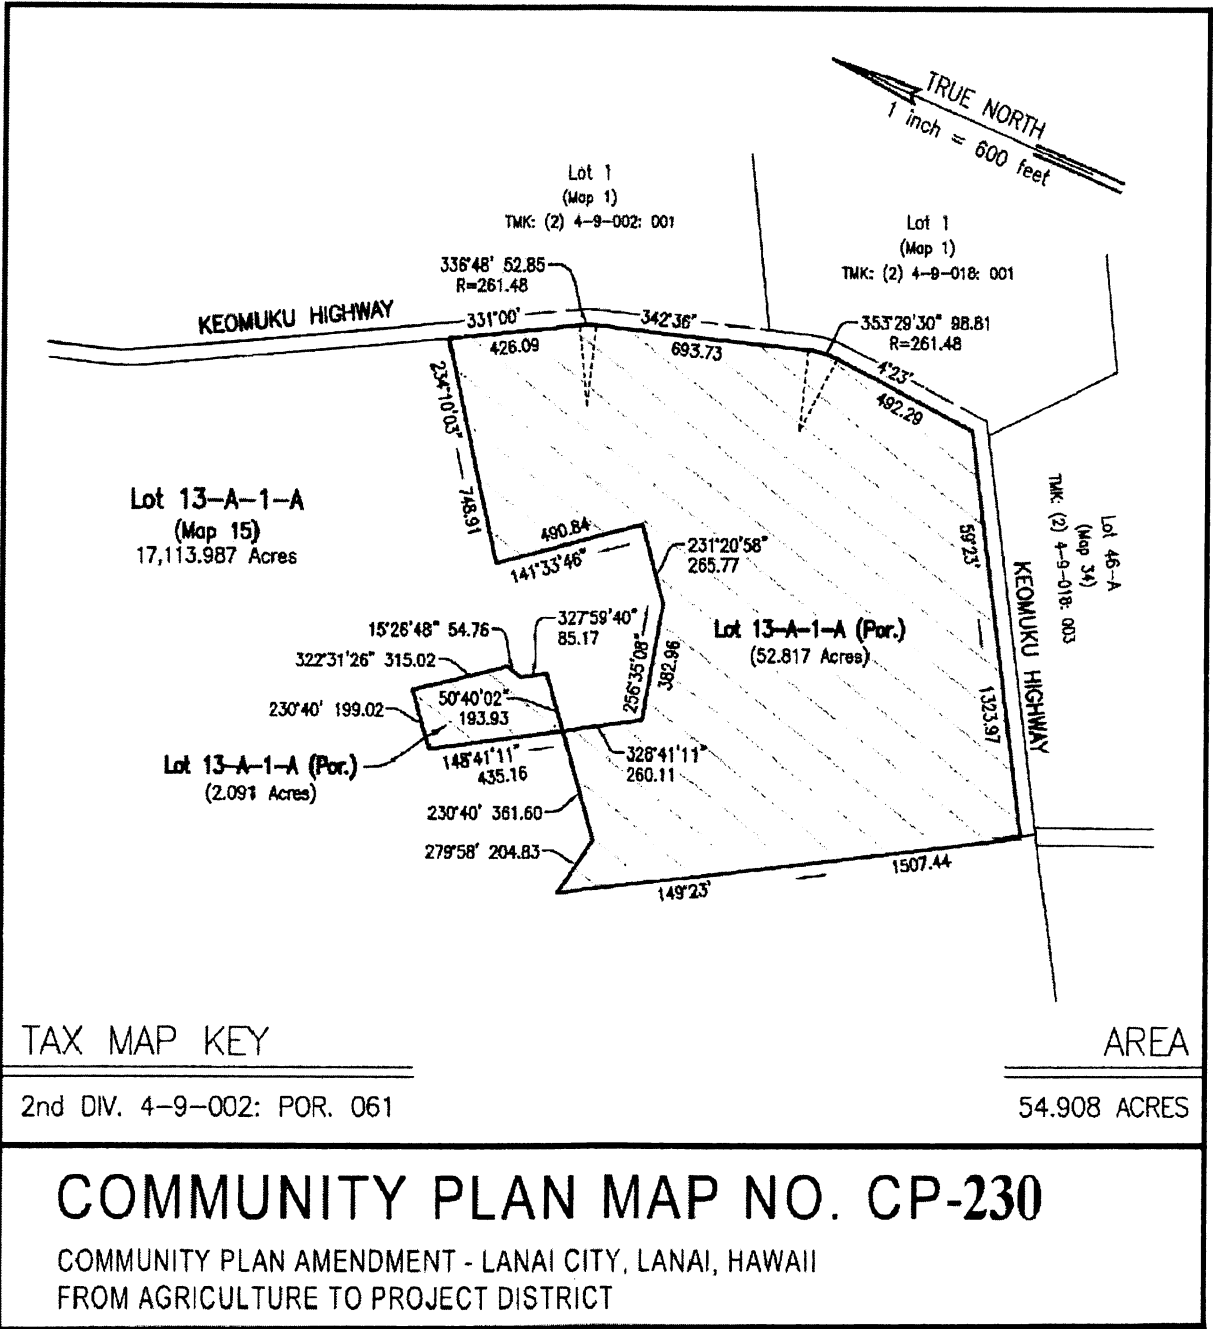 TRUE NORTH
1 inch = 600 feet
Lot 1
(Map 1)
TMK: (2) 4-9-002: 001
Lot 1
(Map 1)
TMK: (2) 4-9-018: 001
336°48' 52.85
R=261.48
KEOMUKU HIGHWAY
331°00'
426.09
342°36"
693.73
353°29'30" 98.81
R=261.48
4°23'
492.29
234°10'03"
748.91
Lot 13-A-1-A
(Map 15)
17,113.987 Acres
490.84
141°33'46"
231°20'58"
265.77
59°23'
1323.97
KEOMUKU HIGHWAY
Lot 46-A
(Map 34)
TMK: (2) 4-9-018: 003
327°59'40"
85.17
15°26'48" 54.76
322°31'26" 315.02
256°35'08"
382.96
Lot 13-A-1-A (Por.)
(52.817 Acres)
230°40' 199.02
50°40'02"
193.93
Lot 13-A-1-A (Por.)
(2.091 Acres)
148°41'11"
435.16
328°41'11"
260.11
230°40' 361.60
279°58' 204.83
149°23'
1507.44
TAX MAP KEY
2nd DIV. 4-9-002: POR. 061
AREA
54.908 ACRES
COMMUNITY PLAN MAP NO. CP-230
COMMUNITY PLAN AMENDMENT - LANAI CITY, LANAI, HAWAII
FROM AGRICULTURE TO PROJECT DISTRICT